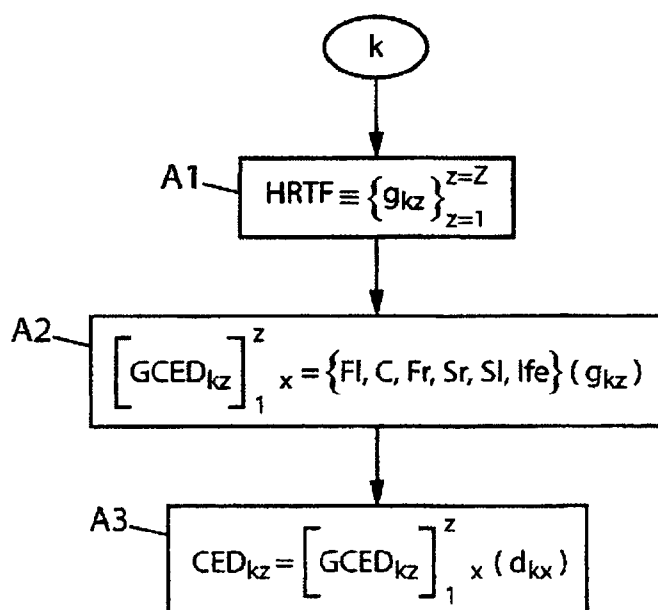 k
A1
HRTF ≡ {g_kz}_{z=1}^{z=Z}
A2
[GCED_kz]_1^z x = {Fl, C, Fr, Sr, Sl, lfe} (g_kz)
A3
CED_kz = [GCED_kz]_1^z x (d_kx)